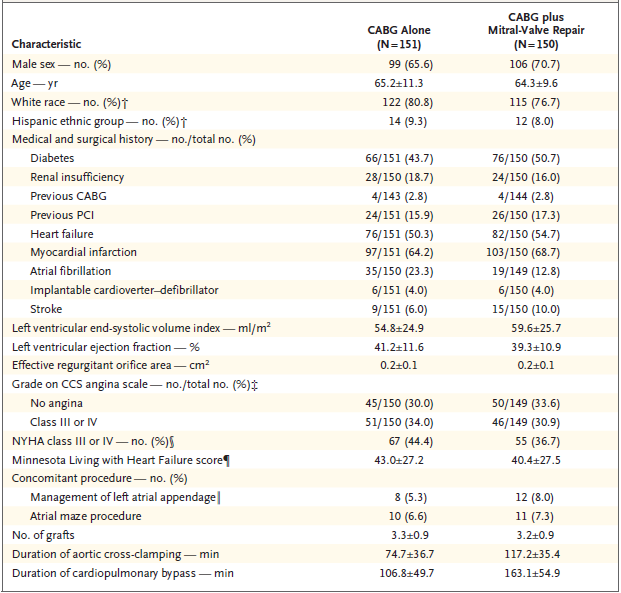 Characteristic CABG Alone (N=151) CABG plus Mitral-Valve Repair (N=150)
Male sex — no. (%) 99 (65.6) 106 (70.7)
Age — yr 65.2±11.3 64.3±9.6
White race — no. (%)† 122 (80.8) 115 (76.7)
Hispanic ethnic group — no. (%)† 14 (9.3) 12 (8.0)
Medical and surgical history — no./total no. (%)
Diabetes 66/151 (43.7) 76/150 (50.7)
Renal insufficiency 28/150 (18.7) 24/150 (16.0)
Previous CABG 4/143 (2.8) 4/144 (2.8)
Previous PCI 24/151 (15.9) 26/150 (17.3)
Heart failure 76/151 (50.3) 82/150 (54.7)
Myocardial infarction 97/151 (64.2) 103/150 (68.7)
Atrial fibrillation 35/150 (23.3) 19/149 (12.8)
Implantable cardioverter–defibrillator 6/151 (4.0) 6/150 (4.0)
Stroke 9/151 (6.0) 15/150 (10.0)
Left ventricular end-systolic volume index — ml/m² 54.8±24.9 59.6±25.7
Left ventricular ejection fraction — % 41.2±11.6 39.3±10.9
Effective regurgitant orifice area — cm² 0.2±0.1 0.2±0.1
Grade on CCS angina scale — no./total no. (%)‡
No angina 45/150 (30.0) 50/149 (33.6)
Class III or IV 51/150 (34.0) 46/149 (30.9)
NYHA class III or IV — no. (%)§ 67 (44.4) 55 (36.7)
Minnesota Living with Heart Failure score¶ 43.0±27.2 40.4±27.5
Concomitant procedure — no. (%)
Management of left atrial appendage‖ 8 (5.3) 12 (8.0)
Atrial maze procedure 10 (6.6) 11 (7.3)
No. of grafts 3.3±0.9 3.2±0.9
Duration of aortic cross-clamping — min 74.7±36.7 117.2±35.4
Duration of cardiopulmonary bypass — min 106.8±49.7 163.1±54.9